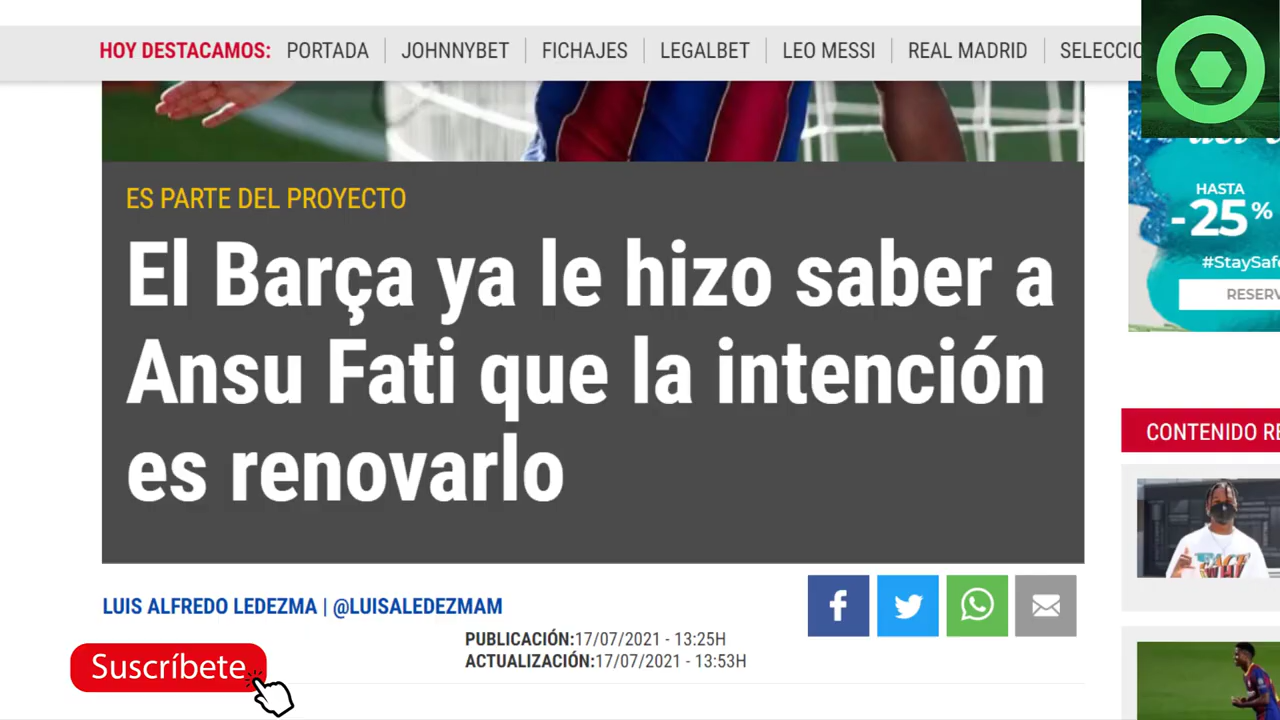 HOY DESTACAMOS: PORTADA JOHNNYBET FICHAJES LEGALBET LEO MESSI REAL MADRID SELECCIO
HASTA
-25%
#StaySafe
RESERV
ES PARTE DEL PROYECTO
El Barça ya le hizo saber a
Ansu Fati que la intención
es renovarlo
CONTENIDO RE
LUIS ALFREDO LEDEZMA | @LUISALEDEZMAM
PUBLICACIÓN:17/07/2021 - 13:25H
ACTUALIZACIÓN:17/07/2021 - 13:53H
Suscríbete